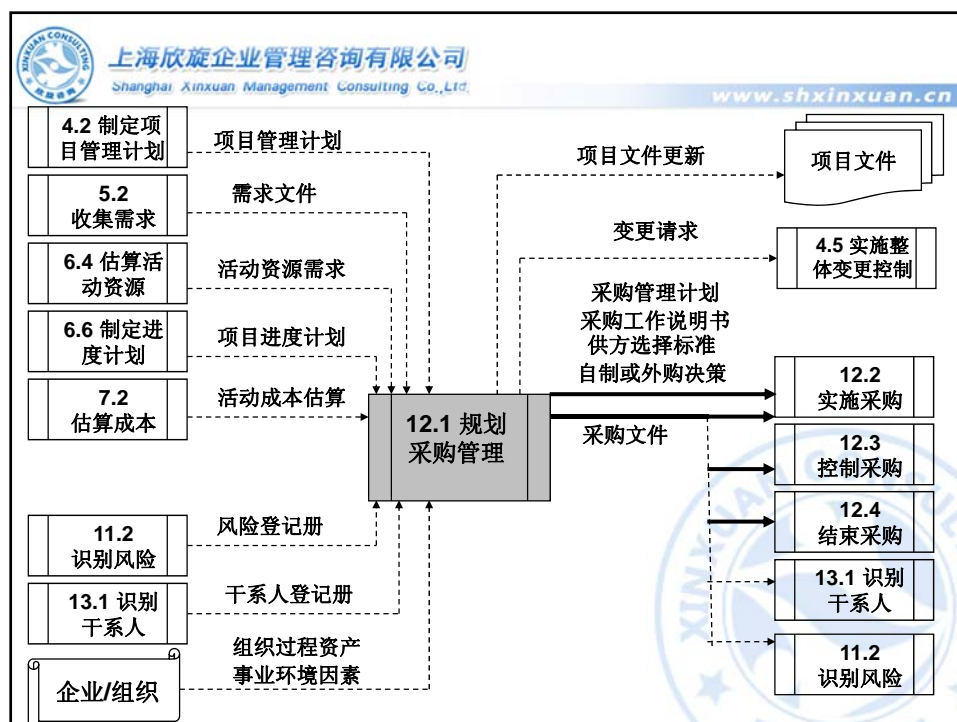 上海欣旋企业管理咨询有限公司
Shanghai Xinxuan Management Consulting Co.,Ltd.
www.shxinxuan.cn
XINXUAN CONSULTING
欣旋咨询
4.2 制定项
目管理计划
项目管理计划
5.2
收集需求
需求文件
6.4 估算活
动资源
活动资源需求
6.6 制定进
度计划
项目进度计划
7.2
估算成本
活动成本估算
11.2
识别风险
风险登记册
13.1 识别
干系人
干系人登记册
企业/组织
组织过程资产
事业环境因素
12.1 规划
采购管理
项目文件更新
项目文件
变更请求
4.5 实施整
体变更控制
采购管理计划
采购工作说明书
供方选择标准
自制或外购决策
采购文件
12.2
实施采购
12.3
控制采购
12.4
结束采购
13.1 识别
干系人
11.2
识别风险
XINXUAN CONSUL